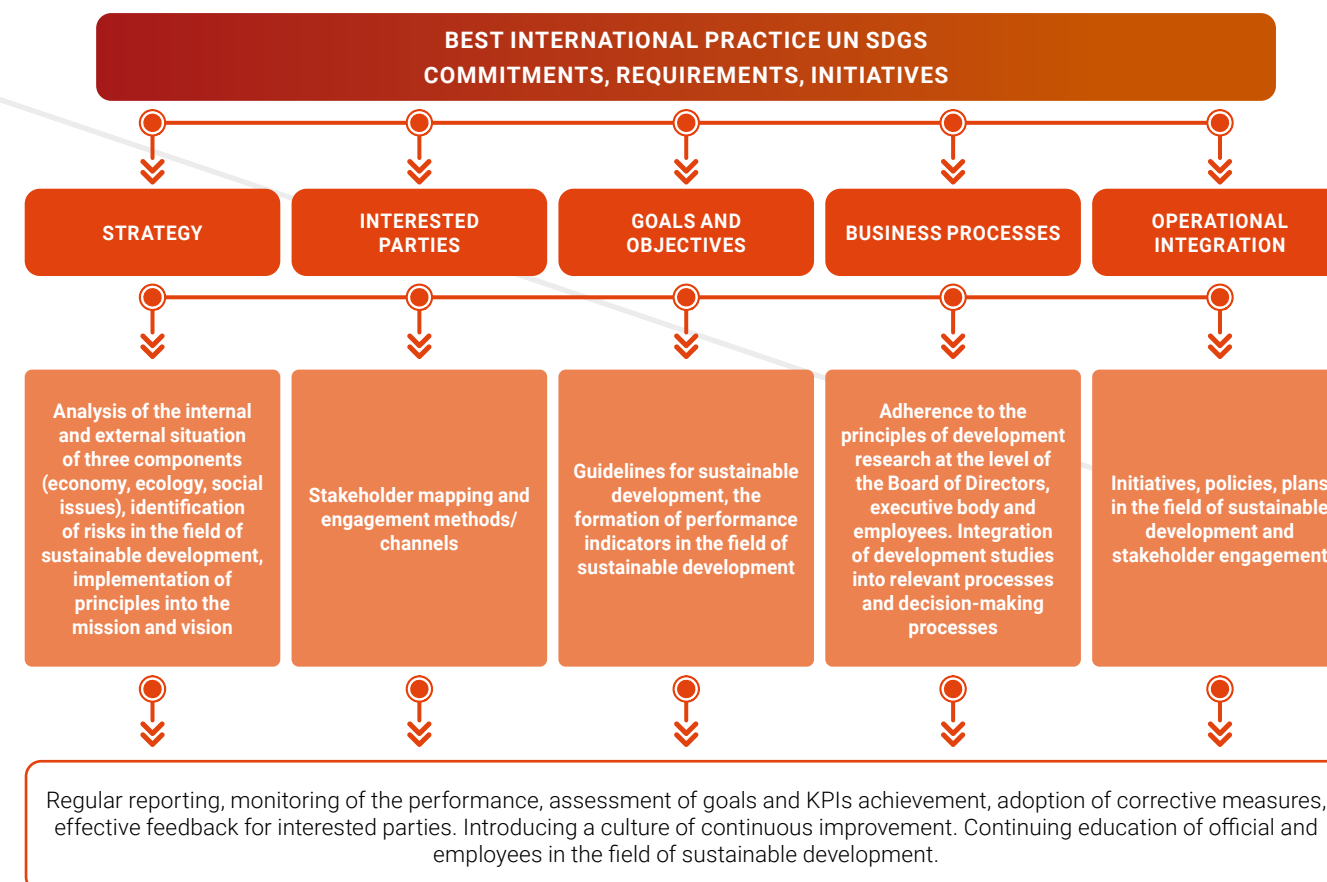 BEST INTERNATIONAL PRACTICE UN SDGS
COMMITMENTS, REQUIREMENTS, INITIATIVES
STRATEGY
INTERESTED
PARTIES
GOALS AND
OBJECTIVES
BUSINESS PROCESSES
OPERATIONAL
INTEGRATION
Analysis of the internal
and external situation
of three components
(economy, ecology, social
issues), identification
of risks in the field of
sustainable development,
implementation of
principles into the
mission and vision
Stakeholder mapping and
engagement methods/
channels
Guidelines for sustainable
development, the
formation of performance
indicators in the field of
sustainable development
Adherence to the
principles of development
research at the level of
the Board of Directors,
executive body and
employees. Integration
of development studies
into relevant processes
and decision-making
processes
Initiatives, policies, plans
in the field of sustainable
development and
stakeholder engagement
Regular reporting, monitoring of the performance, assessment of goals and KPIs achievement, adoption of corrective measures,
effective feedback for interested parties. Introducing a culture of continuous improvement. Continuing education of official and
employees in the field of sustainable development.